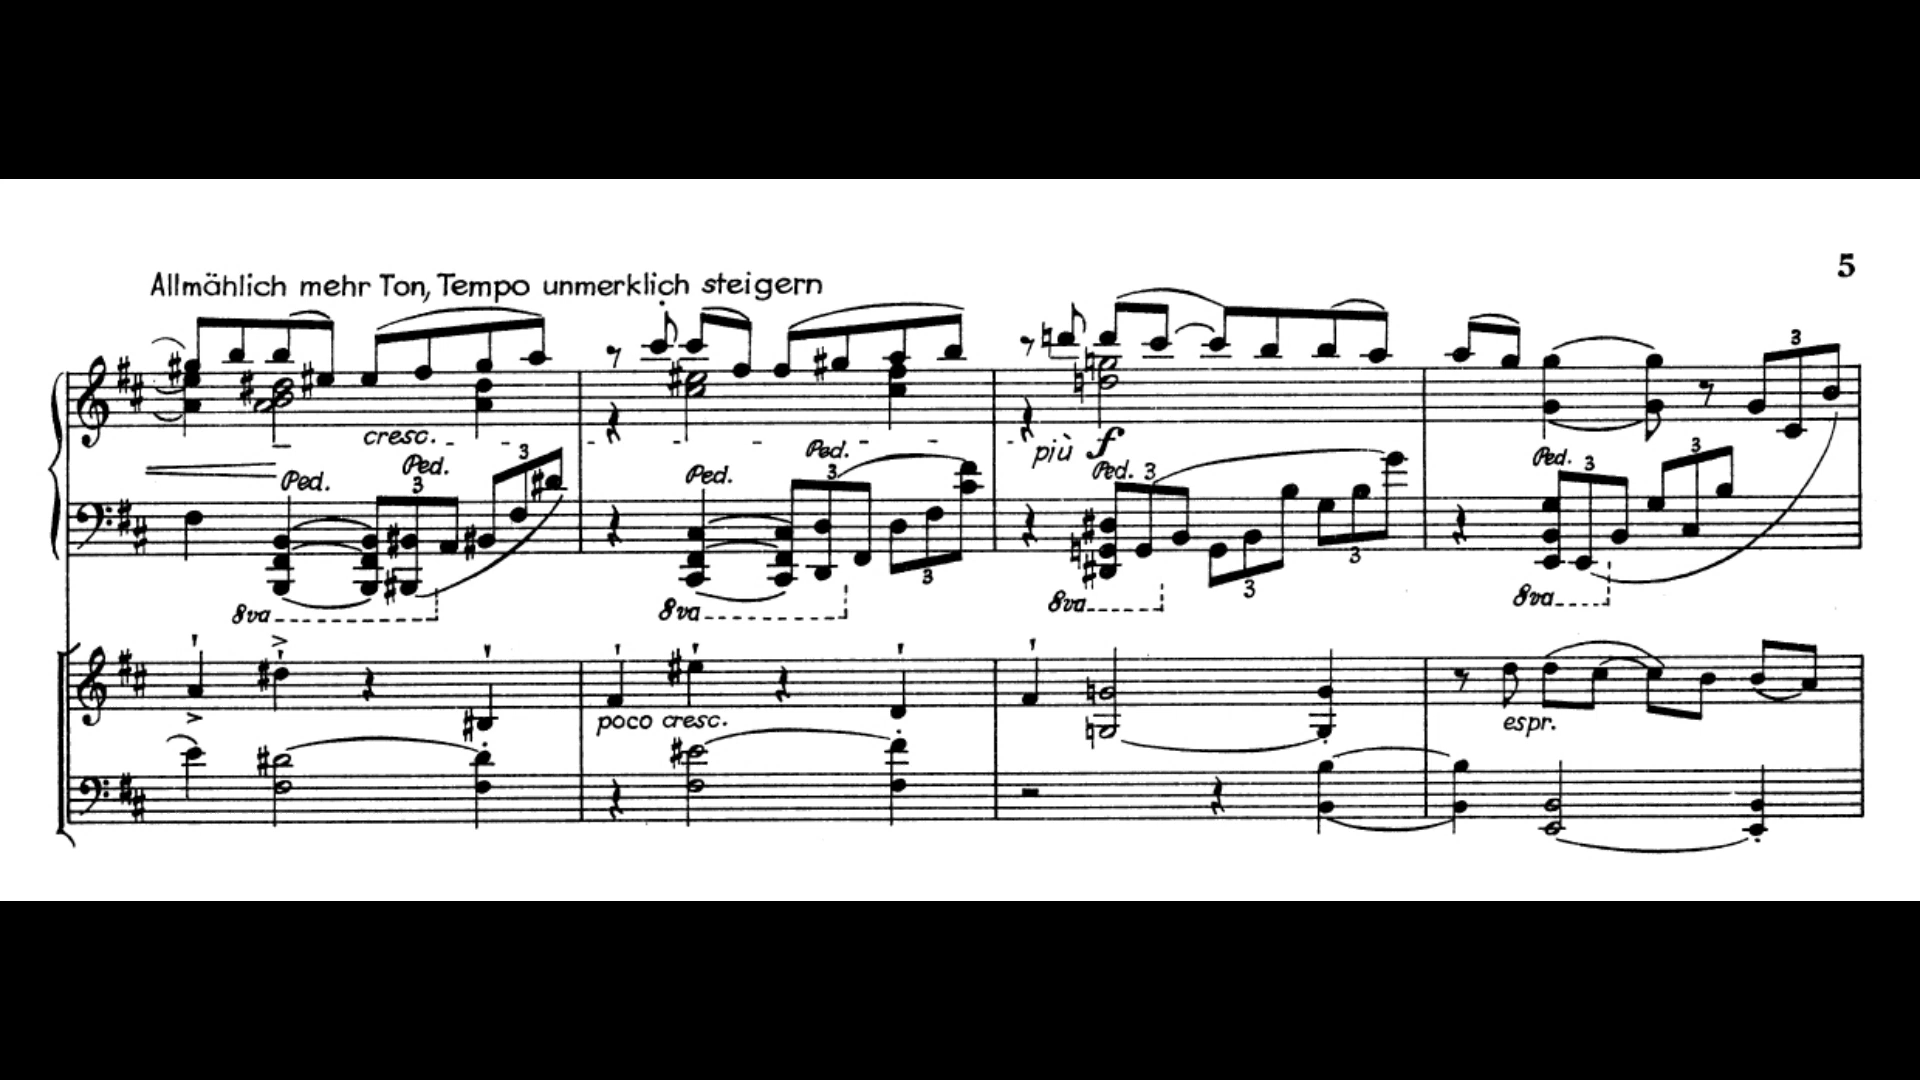 5
Allmählich mehr Ton, Tempo unmerklich steigern
3
cresc.
più f
3
Ped. Ped. 3
Ped. Ped. 3
Ped. 3
Ped. 3 3
3
3 3
8va
8va
8va
8va
poco cresc.
espr.